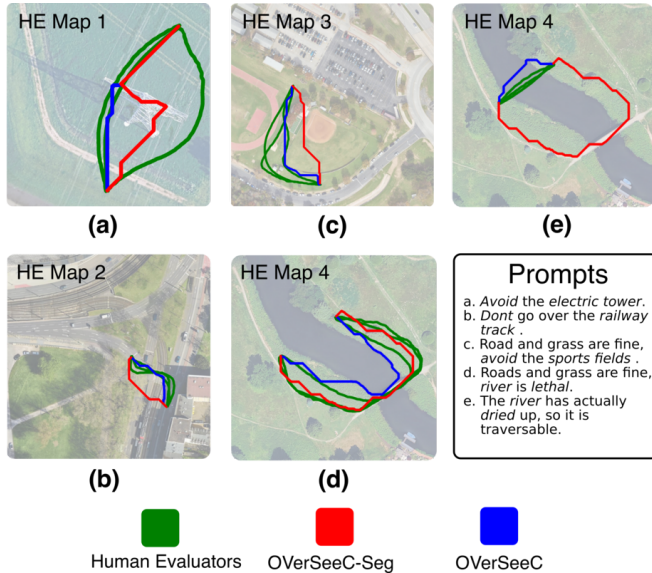 HE Map 1
HE Map 3
HE Map 4
(a)
(c)
(e)
HE Map 2
HE Map 4
(b)
(d)
Prompts
a. Avoid the electric tower.
b. Dont go over the railway
track .
c. Road and grass are fine,
avoid the sports fields .
d. Roads and grass are fine,
river is lethal.
e. The river has actually
dried up, so it is
traversable.
Human Evaluators
OVerSeeC-Seg
OVerSeeC